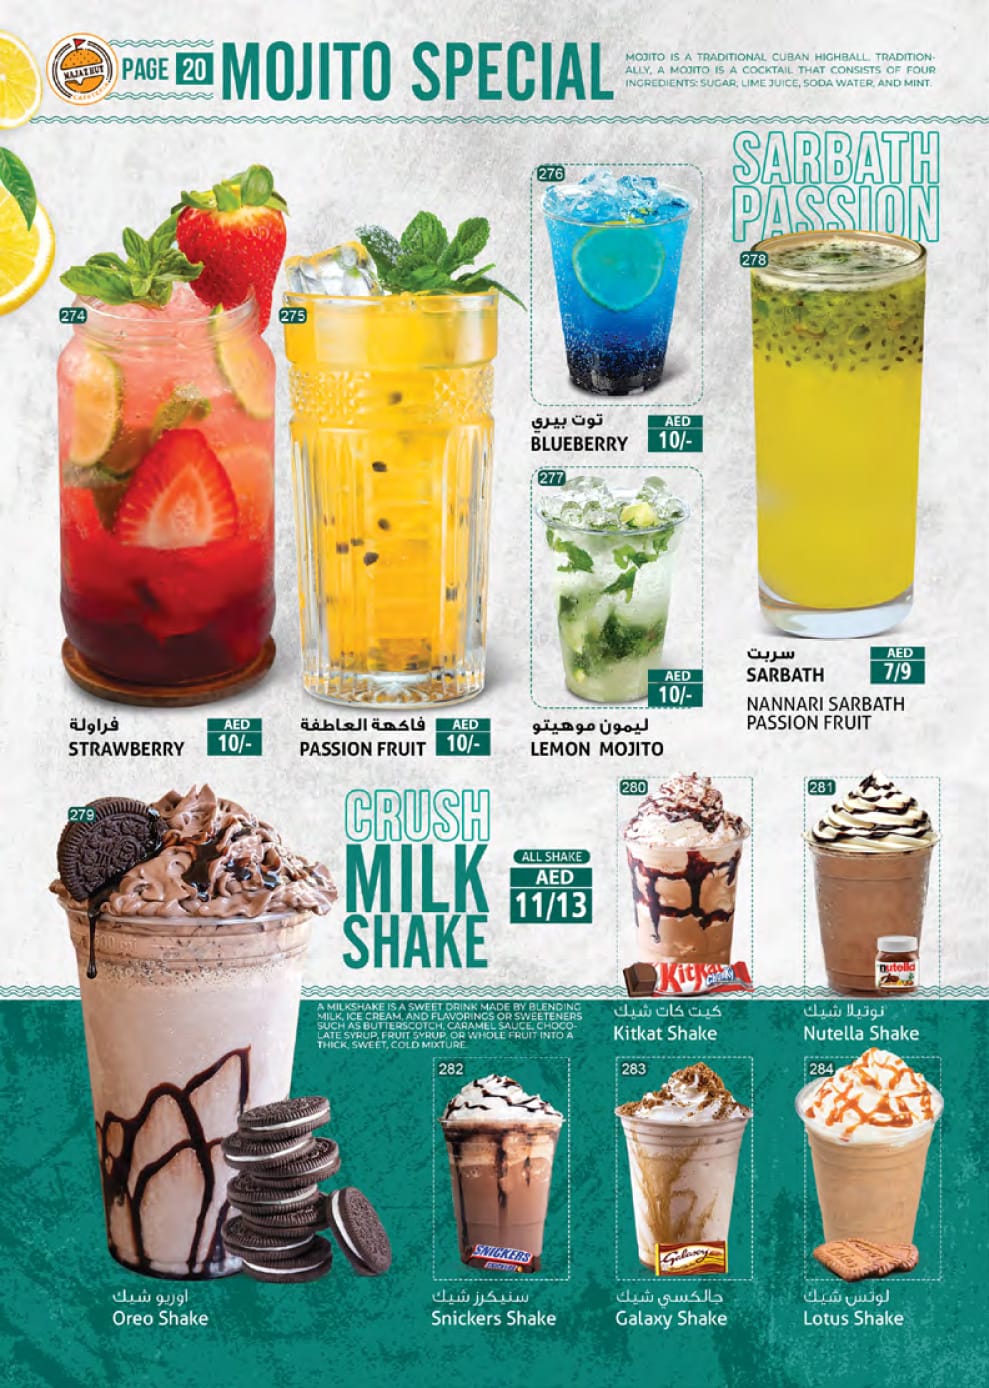 MAJAZ HUT
CAFETERIA
PAGE 20
MOJITO SPECIAL
MOJITO IS A TRADITIONAL CUBAN HIGHBALL. TRADITION-
ALLY, A MOJITO IS A COCKTAIL THAT CONSISTS OF FOUR
INGREDIENTS: SUGAR, LIME JUICE, SODA WATER, AND MINT.
SARBATH
PASSION
274
فراولة
STRAWBERRY
AED
10/-
275
فاكهة العاطفة
PASSION FRUIT
AED
10/-
276
توت بيري
BLUEBERRY
AED
10/-
277
ليمون موهيتو
LEMON MOJITO
AED
10/-
278
سربت
SARBATH
AED
7/9
NANNARI SARBATH
PASSION FRUIT
CRUSH
MILK
SHAKE
ALL SHAKE
AED
11/13
A MILKSHAKE IS A SWEET DRINK MADE BY BLENDING
MILK, ICE CREAM, AND FLAVORINGS OR SWEETENERS
SUCH AS BUTTERSCOTCH, CARAMEL SAUCE, CHOCO-
LATE SYRUP, FRUIT SYRUP, OR WHOLE FRUIT INTO A
THICK, SWEET, COLD MIXTURE.
279
اوريو شيك
Oreo Shake
280
KitKat
كيت كات شيك
Kitkat Shake
281
nutella
نوتيلا شيك
Nutella Shake
282
SNICKERS
سنيكرز شيك
Snickers Shake
283
Galaxy
جالكسي شيك
Galaxy Shake
284
لوتس شيك
Lotus Shake